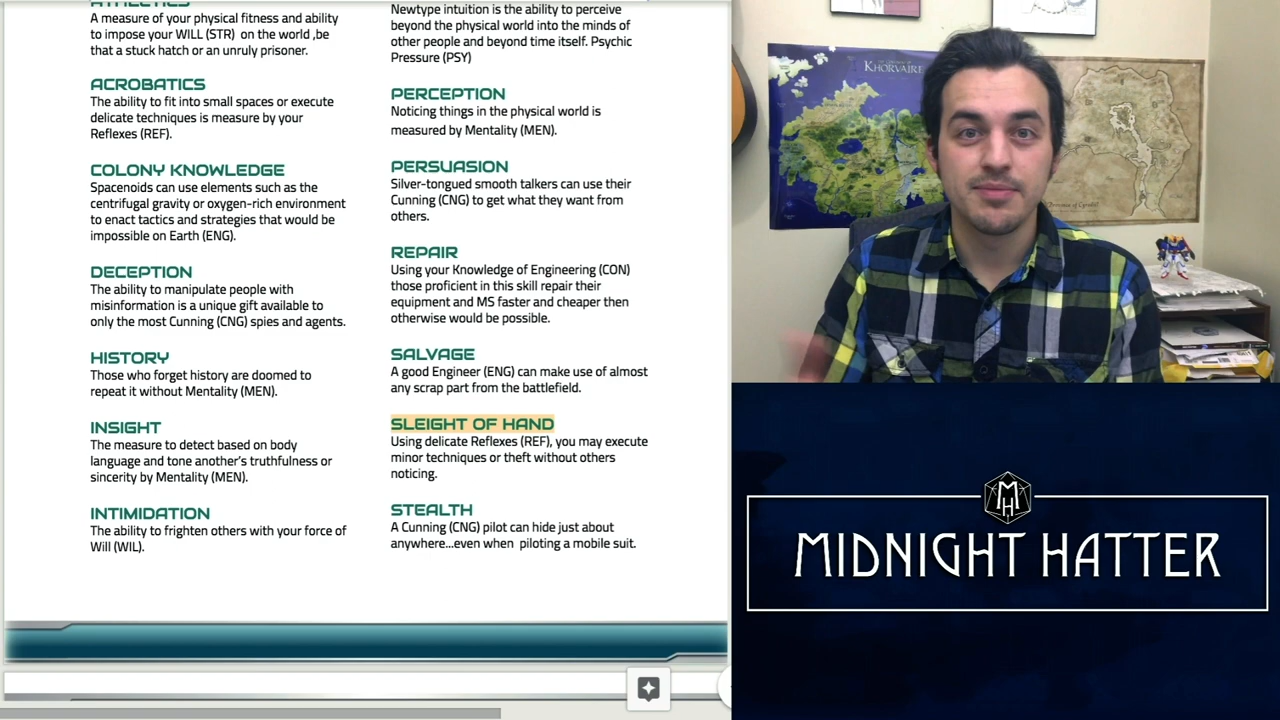 ATHLETICS
A measure of your physical fitness and ability
to impose your WILL (STR)  on the world ,be
that a stuck hatch or an unruly prisoner.
ACROBATICS
The ability to fit into small spaces or execute
delicate techniques is measure by your
Reflexes (REF).
COLONY KNOWLEDGE
Spacenoids can use elements such as the
centrifugal gravity or oxygen-rich environment
to enact tactics and strategies that would be
impossible on Earth (ENG).
DECEPTION
The ability to manipulate people with
misinformation is a unique gift available to
only the most Cunning (CNG) spies and agents.
HISTORY
Those who forget history are doomed to
repeat it without Mentality (MEN).
INSIGHT
The measure to detect based on body
language and tone another's truthfulness or
sincerity by Mentality (MEN).
INTIMIDATION
The ability to frighten others with your force of
Will (WIL).
Newtype intuition is the ability to perceive
beyond the physical world into the minds of
other people and beyond time itself. Psychic
Pressure (PSY)
PERCEPTION
Noticing things in the physical world is
measured by Mentality (MEN).
PERSUASION
Silver-tongued smooth talkers can use their
Cunning (CNG) to get what they want from
others.
REPAIR
Using your Knowledge of Engineering (CON)
those proficient in this skill repair their
equipment and MS faster and cheaper then
otherwise would be possible.
SALVAGE
A good Engineer (ENG) can make use of almost
any scrap part from the battlefield.
SLEIGHT OF HAND
Using delicate Reflexes (REF), you may execute
minor techniques or theft without others
noticing.
STEALTH
A Cunning (CNG) pilot can hide just about
anywhere...even when  piloting a mobile suit.
KHORVAIRE
MH
MIDNIGHT HATTER